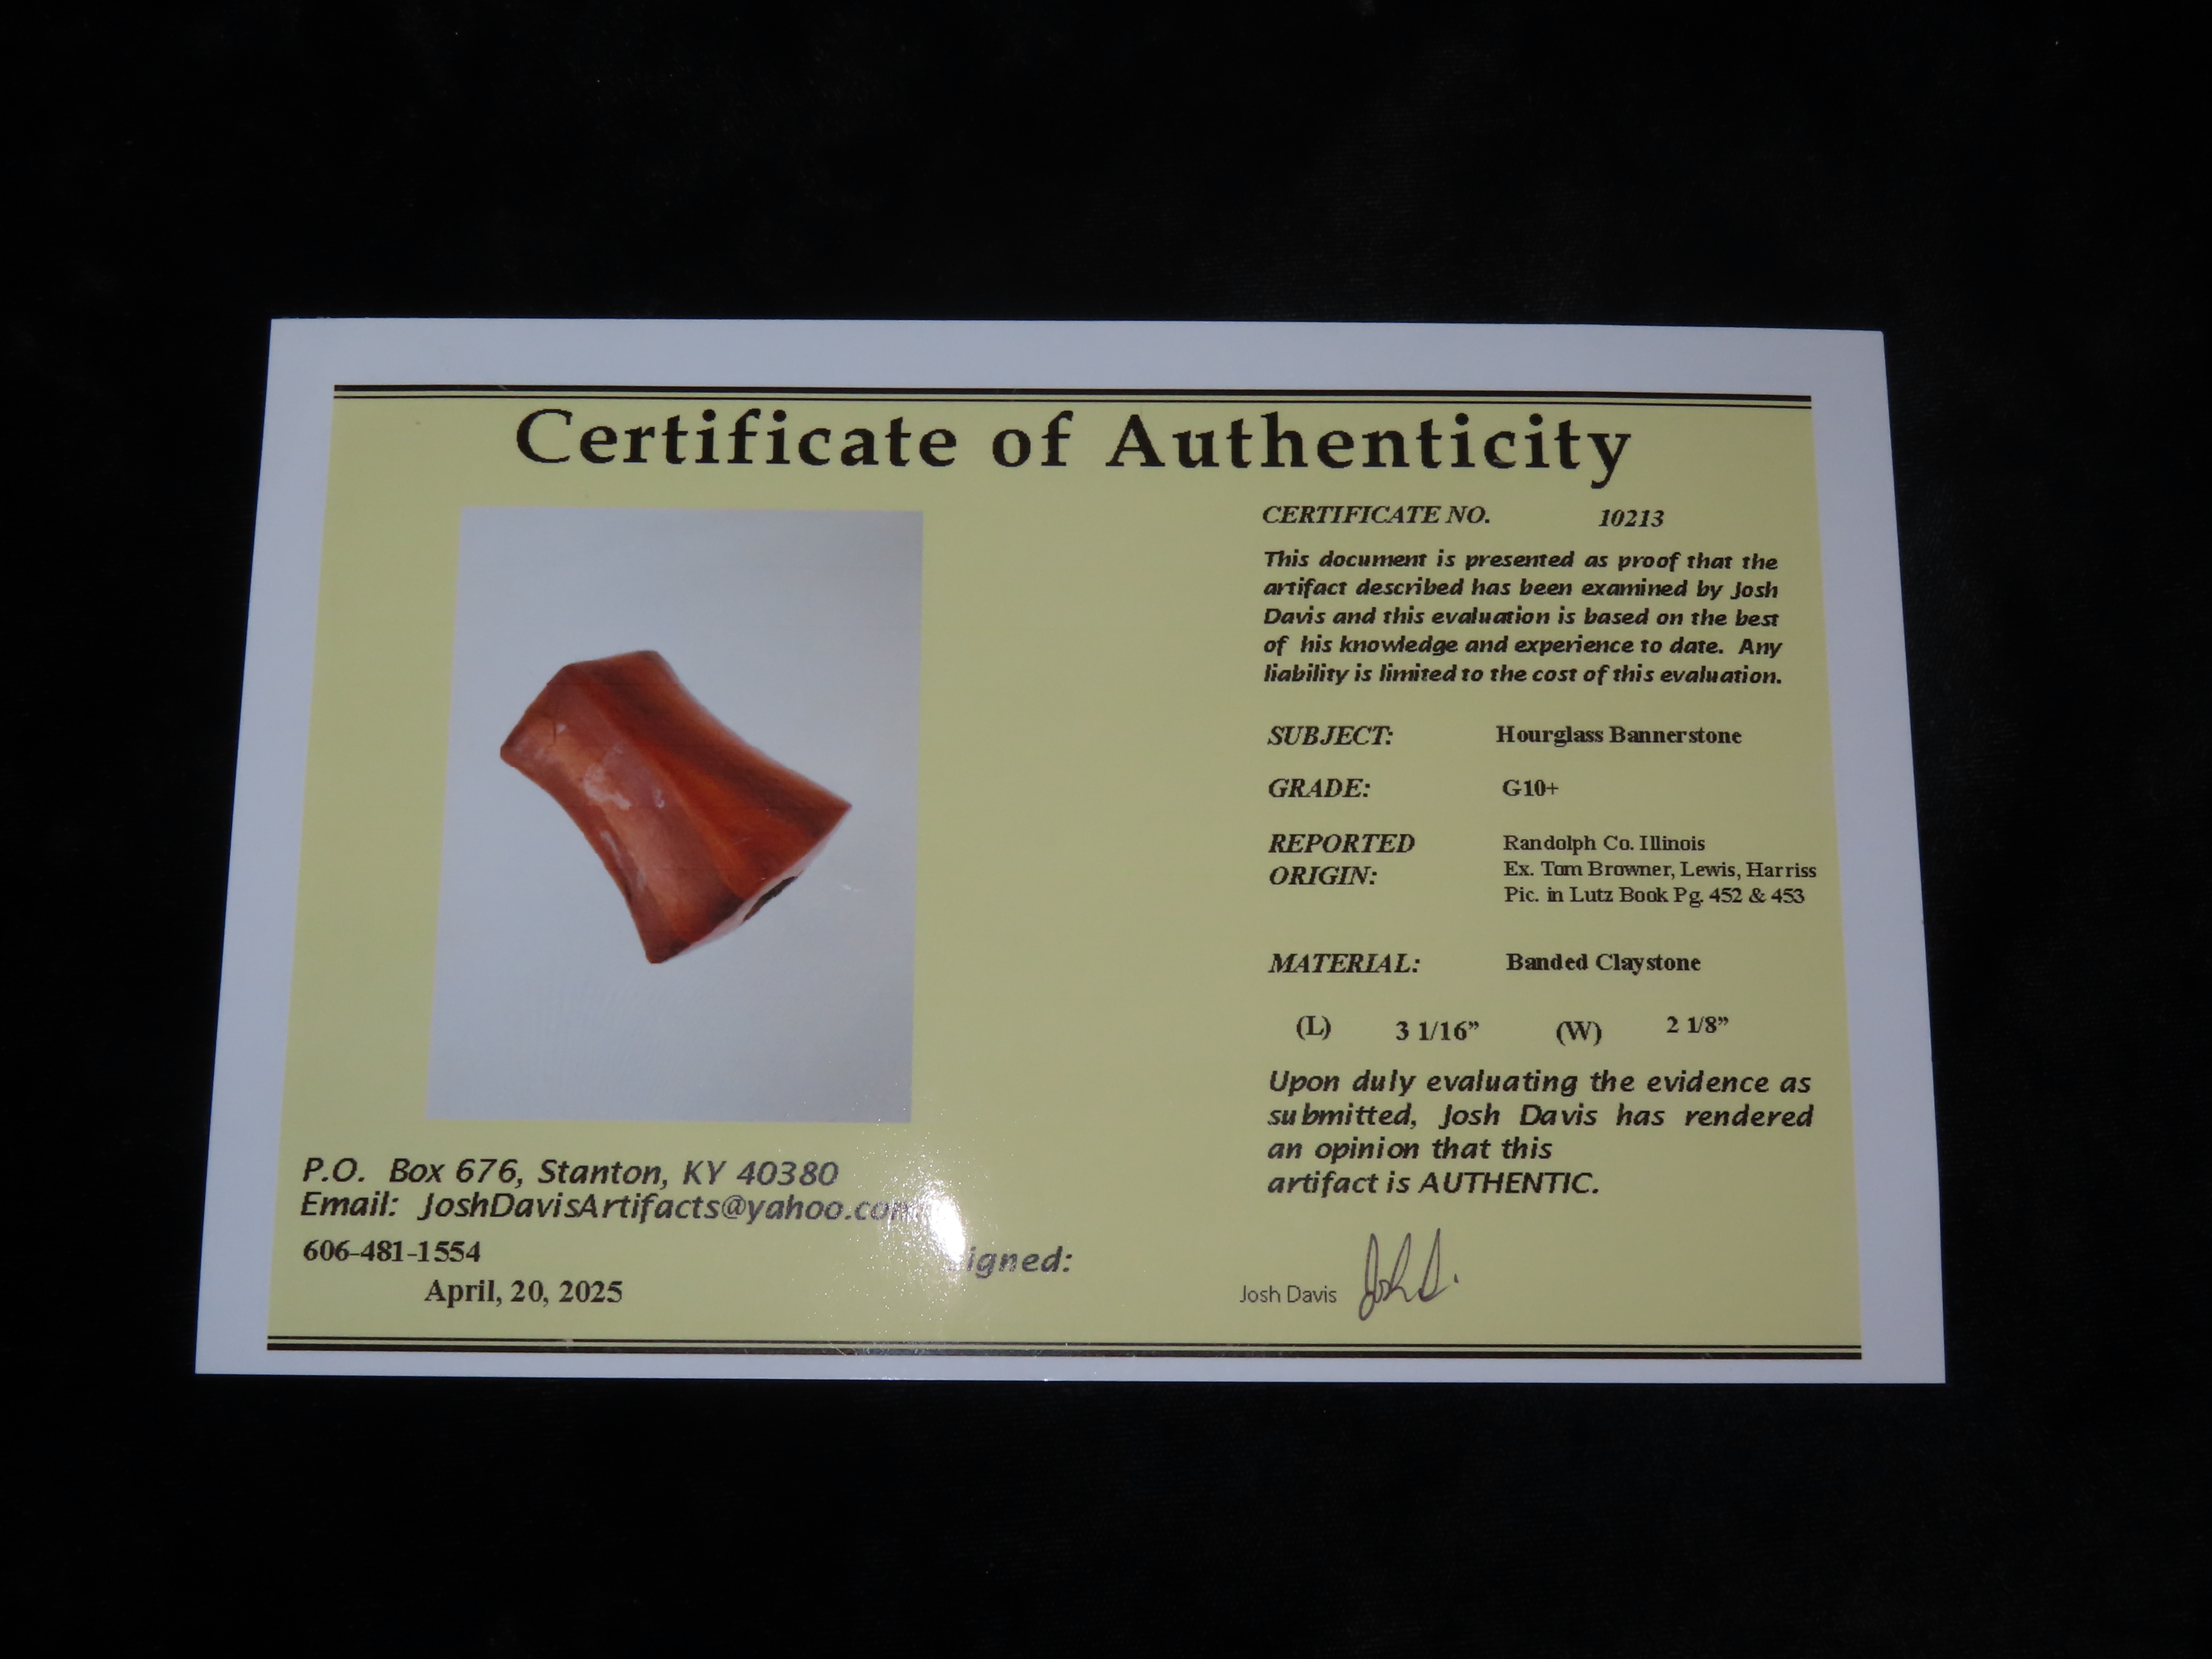 Certificate of Authenticity
CERTIFICATE NO. 10213
This document is presented as proof that the
artifact described has been examined by Josh
Davis and this evaluation is based on the best
of his knowledge and experience to date. Any
liability is limited to the cost of this evaluation.
SUBJECT: Hourglass Bannerstone
GRADE: G10+
REPORTED
ORIGIN:
Randolph Co. Illinois
Ex. Tom Browner, Lewis, Harriss
Pic. in Lutz Book Pg. 452 & 453
MATERIAL: Banded Claystone
(L) 3 1/16” (W) 2 1/8”
Upon duly evaluating the evidence as
submitted, Josh Davis has rendered
an opinion that this
artifact is AUTHENTIC.
P.O. Box 676, Stanton, KY 40380
Email: JoshDavisArtifacts@yahoo.com
606-481-1554
April, 20, 2025
Signed:
Josh Davis